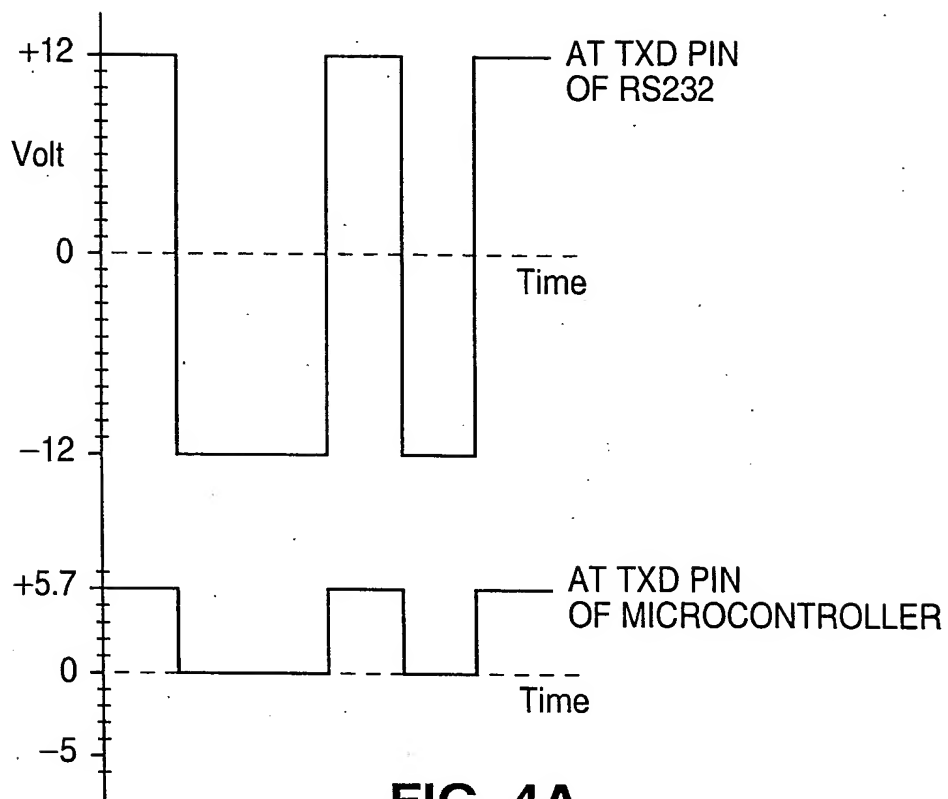 +12
AT TXD PIN
OF RS232
Volt
0
Time
−12
+5.7
AT TXD PIN
OF MICROCONTROLLER
0
Time
−5
FIG. 4A